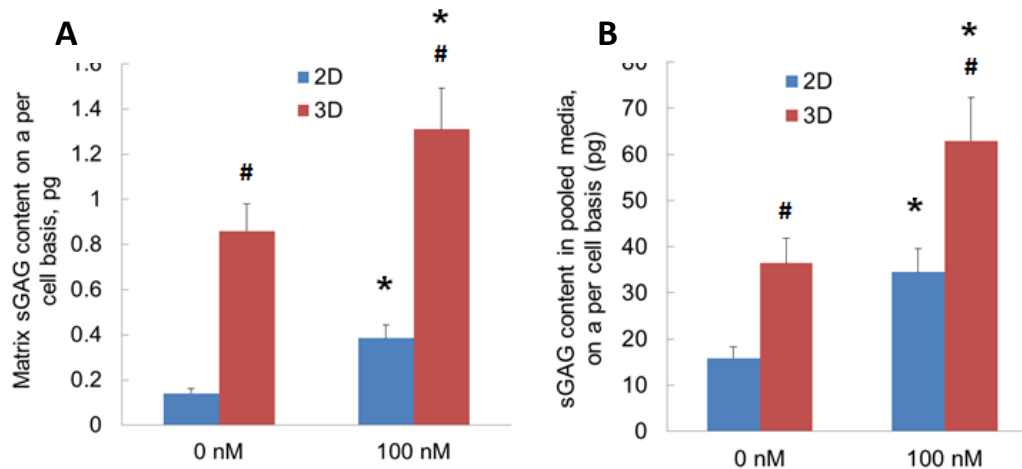 A
Matrix sGAG content on a per
cell basis, pg
1.6
1.4
1.2
1
0.8
0.6
0.4
0.2
0
2D
3D
#
*
*
#
0 nM
100 nM
B
sGAG content in pooled media,
on a per cell basis (pg)
80
70
60
50
40
30
20
10
0
2D
3D
#
*
*
#
0 nM
100 nM